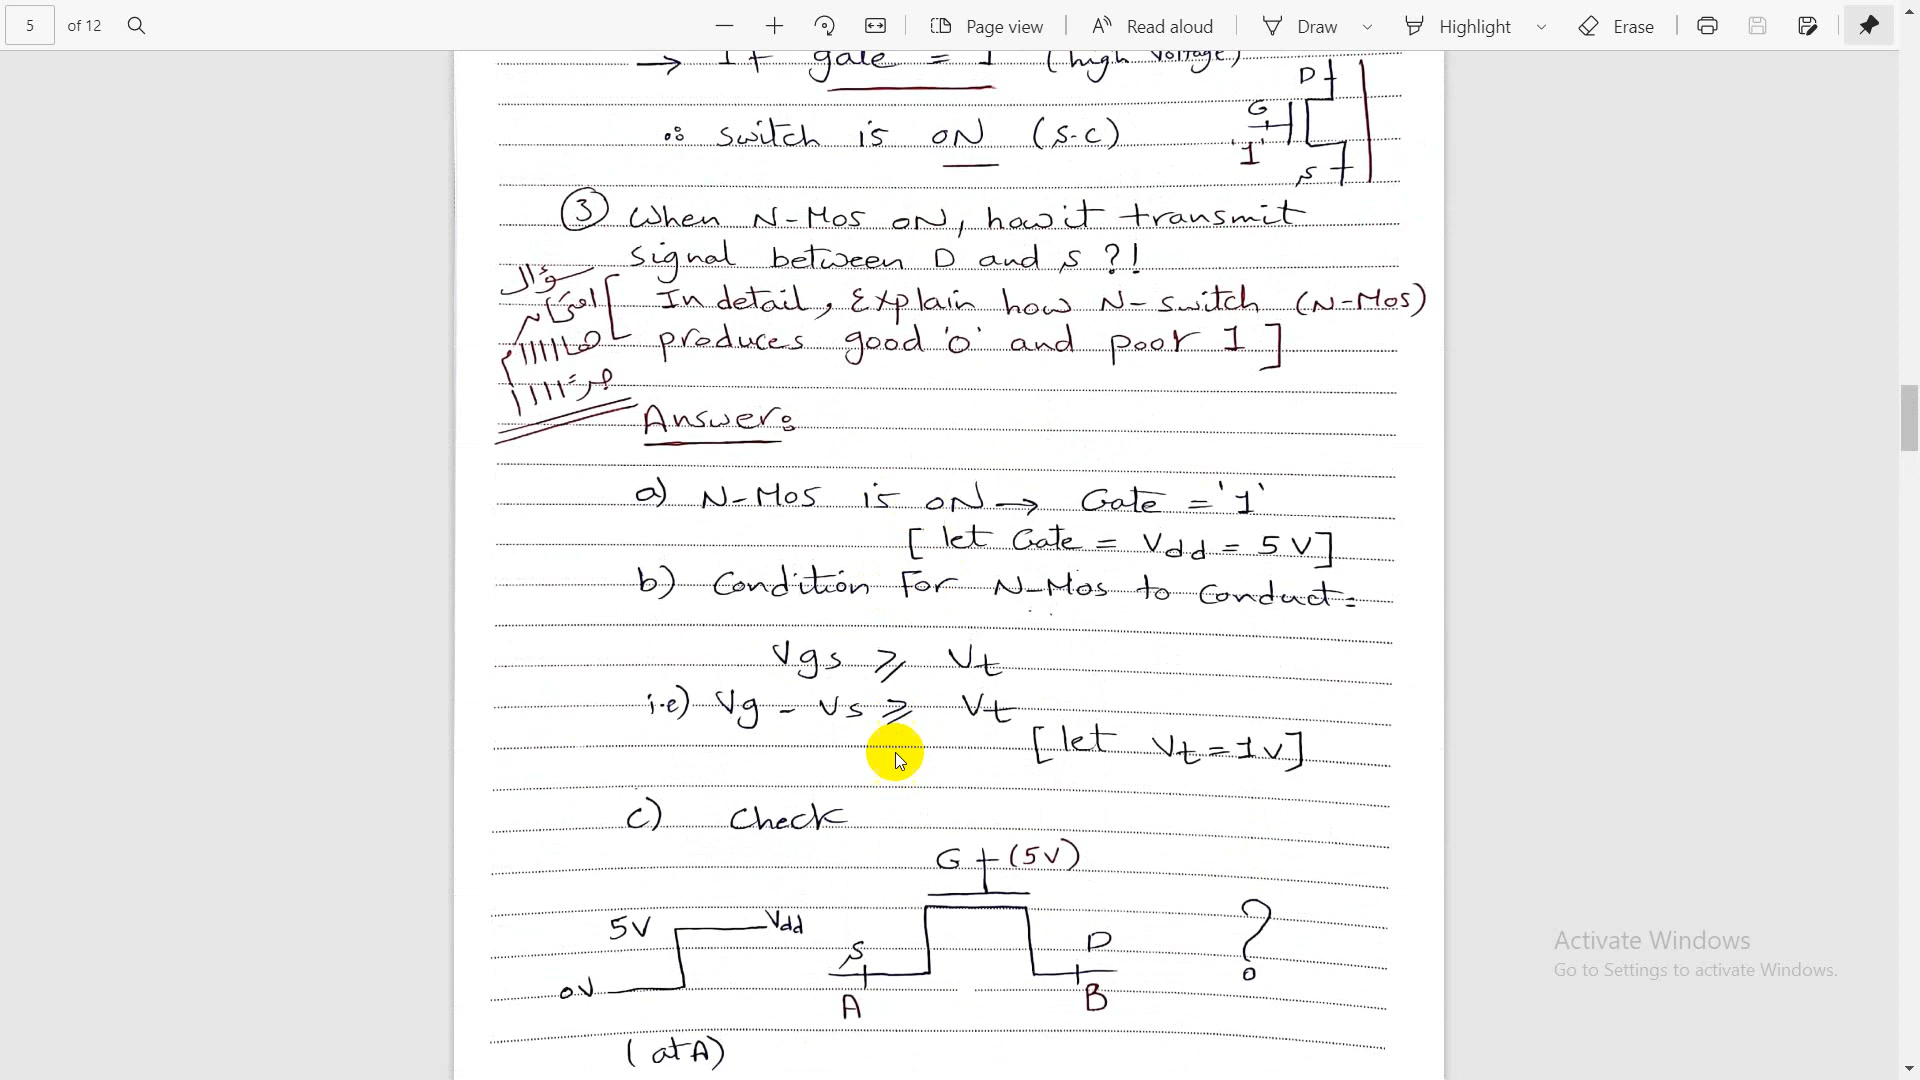 5 of 12 Page view Read aloud Draw Highlight Erase
→ If gate = 1 (high voltage)
D
G
'1'
S
∴ switch is ON (S.C)
③ When N-Mos ON, how it transmit
signal between D and S ?!
سؤال
امتحان
هاااام
جداااا
[ In detail, Explain how N-switch (N-Mos)
produces good '0' and poor 1 ]
Answer:
a) N-Mos is ON → Gate = '1'
[ let Gate = Vdd = 5V]
b) Condition For N-Mos to Conduct:
Vgs ⩾ Vt
i.e) Vg - Vs ⩾ Vt
[ let Vt = 1v]
c) Check
G (5V)
5V Vdd
S D ?
0V
A B
(at A)
Activate Windows
Go to Settings to activate Windows.